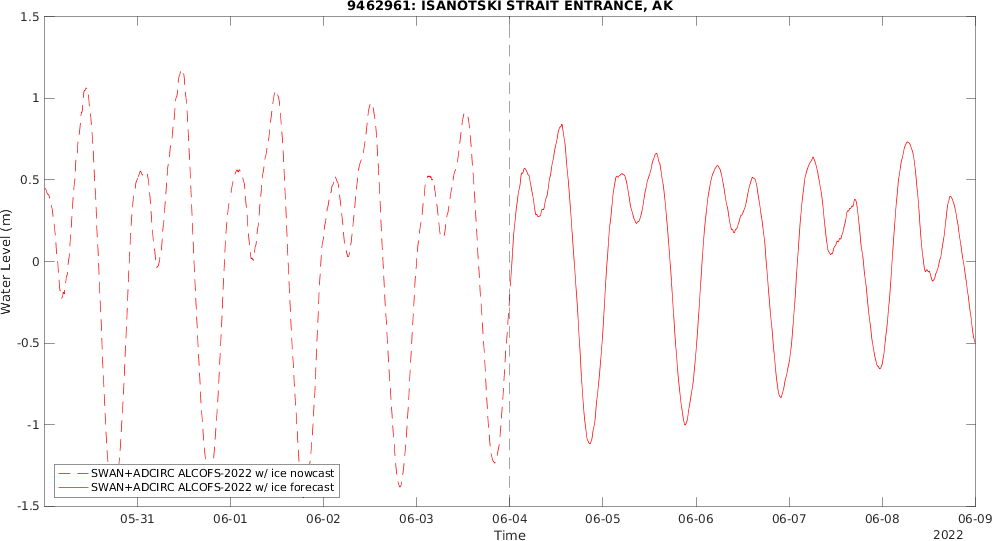 9462961: ISANOTSKI STRAIT ENTRANCE, AK
1.5
1
0.5
0
-0.5
-1
-1.5
Water Level (m)
SWAN+ADCIRC ALCOFS-2022 w/ ice nowcast
SWAN+ADCIRC ALCOFS-2022 w/ ice forecast
05-31 06-01 06-02 06-03 06-04 06-05 06-06 06-07 06-08 06-09
Time
2022